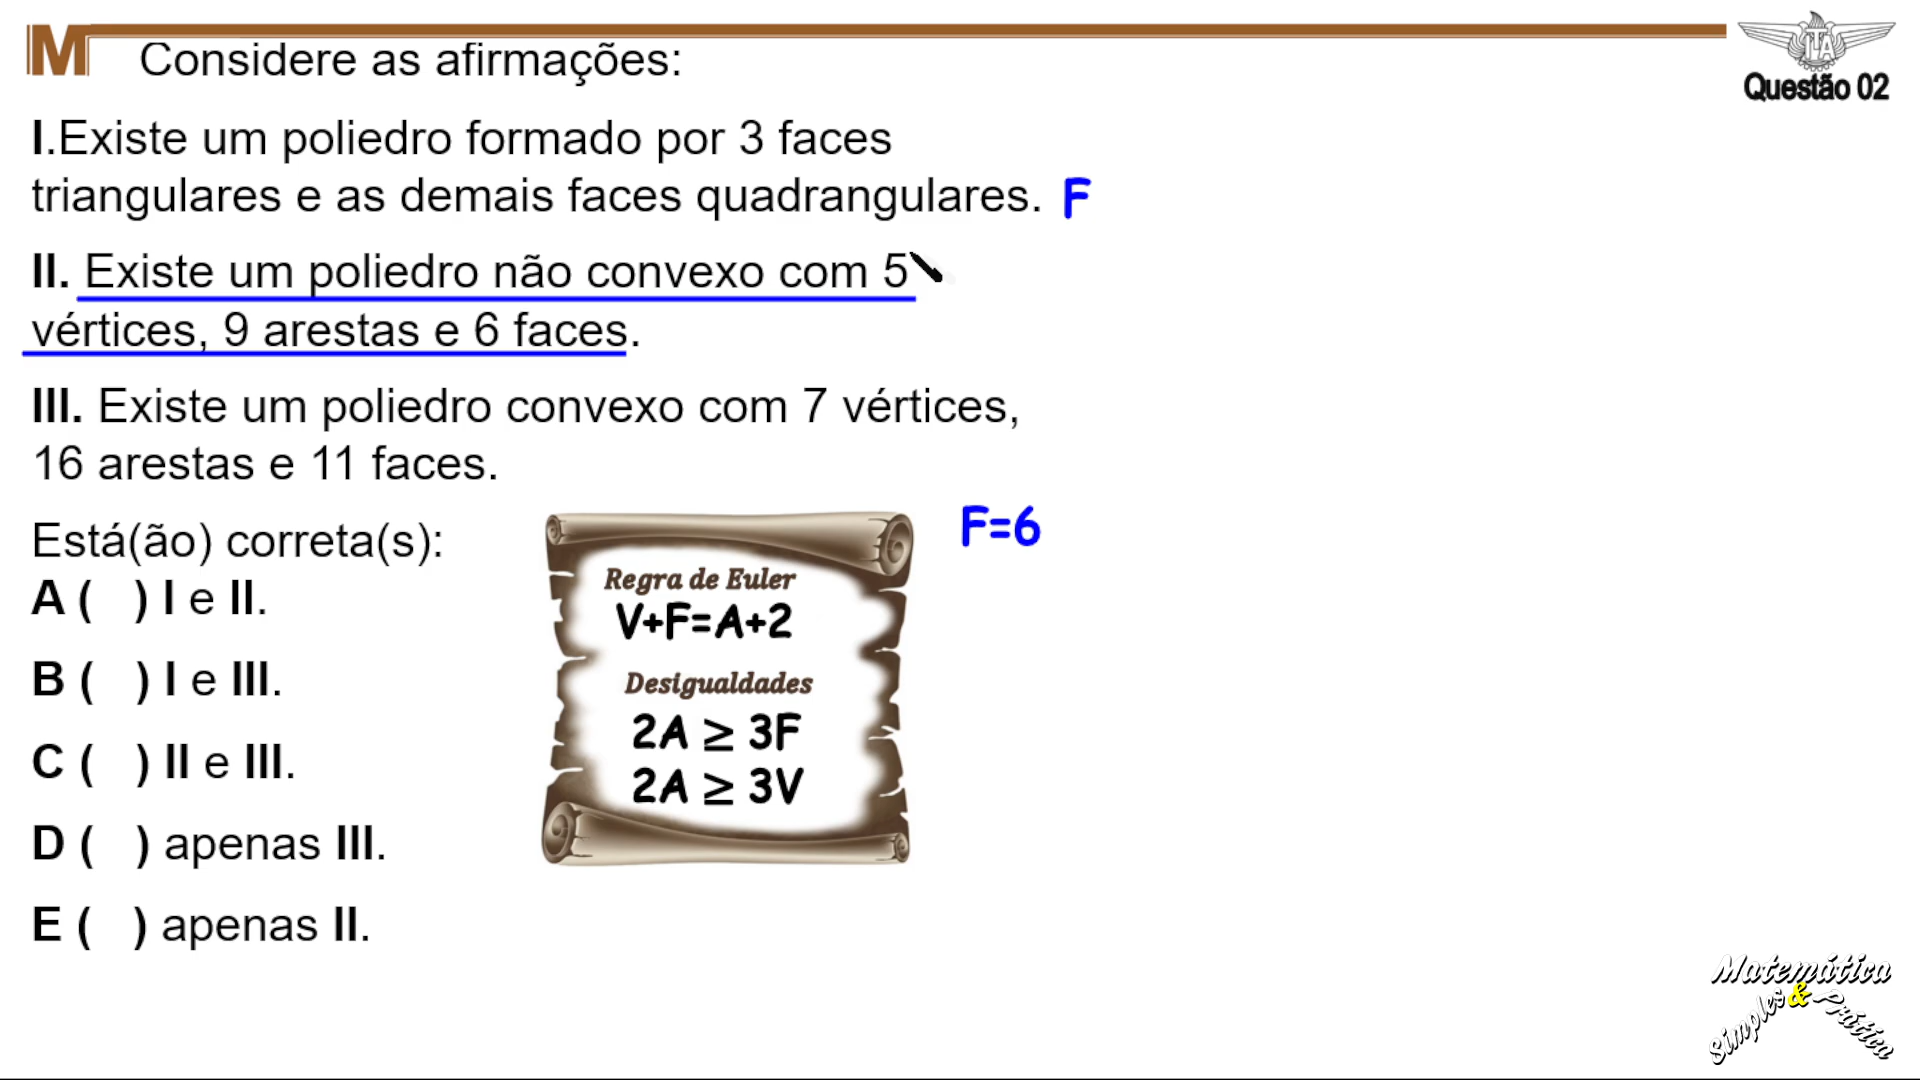 M
Considere as afirmações:
ITA
Questão 02
I.Existe um poliedro formado por 3 faces
triangulares e as demais faces quadrangulares. F
II. Existe um poliedro não convexo com 5
vértices, 9 arestas e 6 faces.
III. Existe um poliedro convexo com 7 vértices,
16 arestas e 11 faces.
Está(ão) correta(s):
A ( ) I e II.
B ( ) I e III.
C ( ) II e III.
D ( ) apenas III.
E ( ) apenas II.
Regra de Euler
V+F=A+2
Desigualdades
2A ≥ 3F
2A ≥ 3V
F=6
Matemática
Simples & Prática